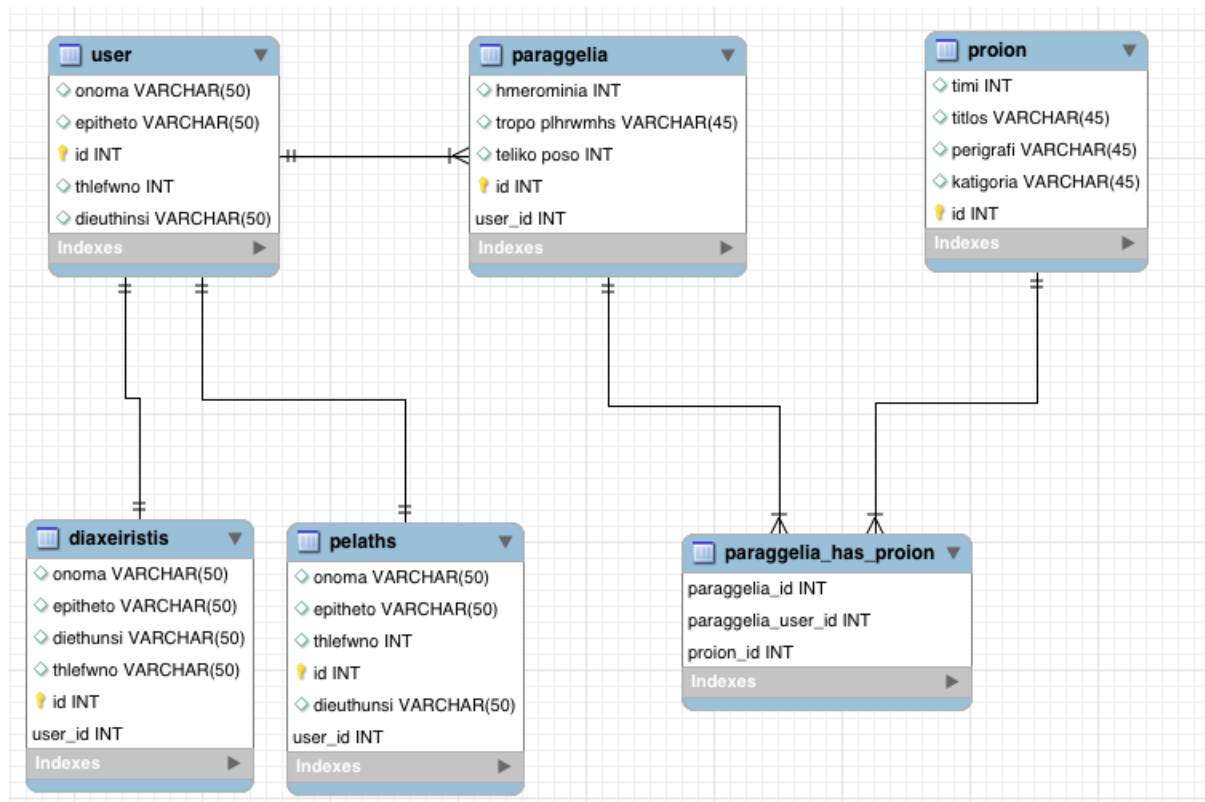 user
onoma VARCHAR(50)
epitheto VARCHAR(50)
id INT
thlefwno INT
dieuthinsi VARCHAR(50)
Indexes
paraggelia
hmerominia INT
tropo plhrwmhs VARCHAR(45)
teliko poso INT
id INT
user_id INT
Indexes
proion
timi INT
titlos VARCHAR(45)
perigrafi VARCHAR(45)
katigoria VARCHAR(45)
id INT
Indexes
diaxeiristis
onoma VARCHAR(50)
epitheto VARCHAR(50)
diethunsi VARCHAR(50)
thlefwno VARCHAR(50)
id INT
user_id INT
Indexes
pelaths
onoma VARCHAR(50)
epitheto VARCHAR(50)
thlefwno INT
id INT
dieuthunsi VARCHAR(50)
user_id INT
Indexes
paraggelia_has_proion
paraggelia_id INT
paraggelia_user_id INT
proion_id INT
Indexes